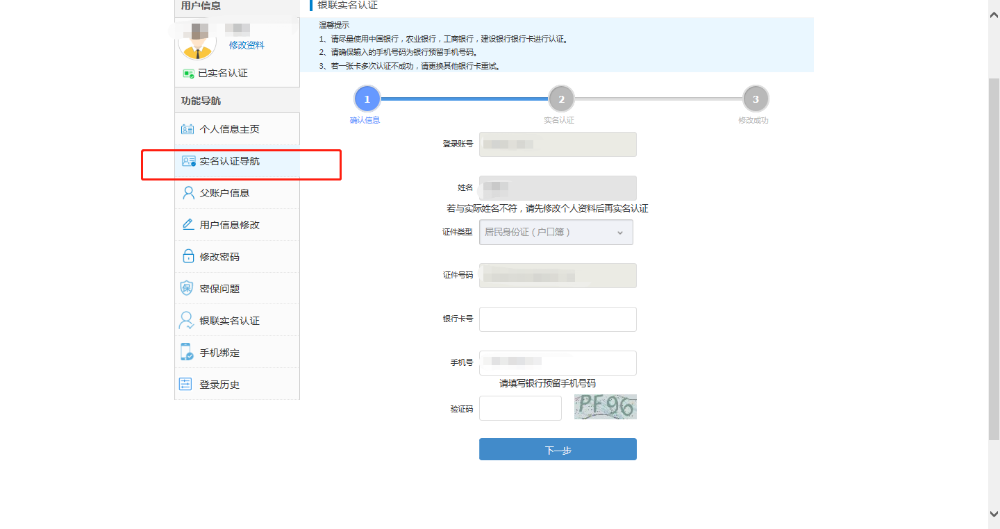 用户信息
修改资料
已实名认证
功能导航
个人信息主页
实名认证导航
父账户信息
用户信息修改
修改密码
密保问题
保
银联实名认证
手机绑定
登录历史
银联实名认证
温馨提示
1、请尽量使用中国银行，农业银行，工商银行，建设银行银行卡进行认证。
2、请确保输入的手机号码为银行预留手机号码。
3、若一张卡多次认证不成功，请更换其他银行卡重试。
1
2
3
确认信息
实名认证
修改成功
登录账号
姓名
若与实际姓名不符，请先修改个人资料后再实名认证
证件类型
居民身份证（户口簿）
证件号码
银行卡号
手机号
请填写银行预留手机号码
验证码
PF96
下一步